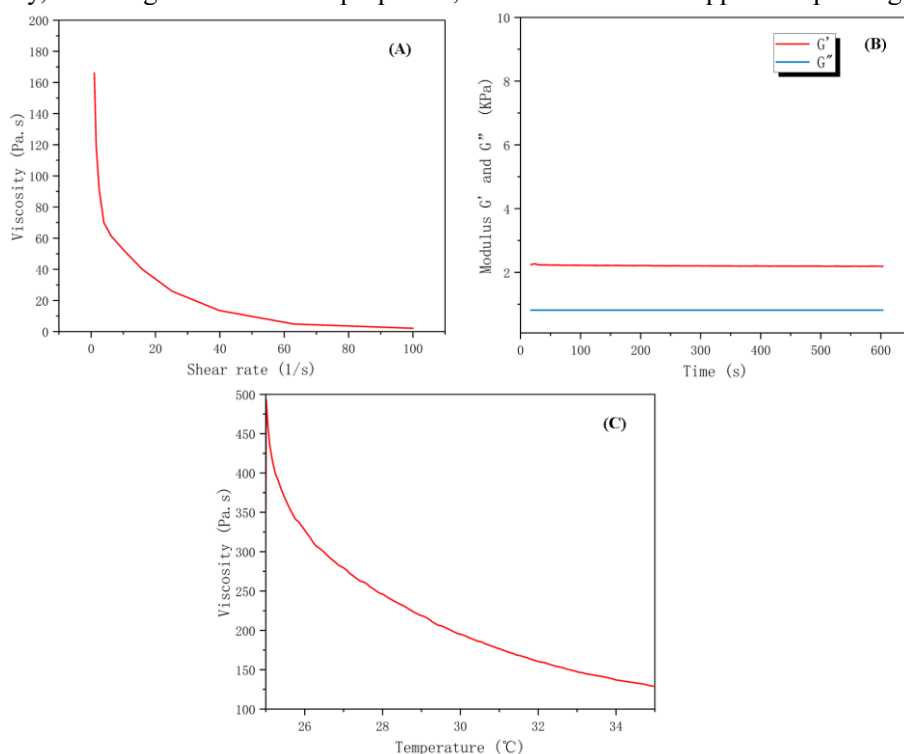 (A)
200
180
160
140
120
100
80
60
40
20
0
Viscosity (Pa.s)
0 20 40 60 80 100
Shear rate (1/s)
(B)
G'
G"
10
8
6
4
2
Modulus G' and G" (KPa)
0 100 200 300 400 500 600
Time (s)
(C)
500
450
400
350
300
250
200
150
100
Viscosity (Pa.s)
26 28 30 32 34
Temperature (℃)